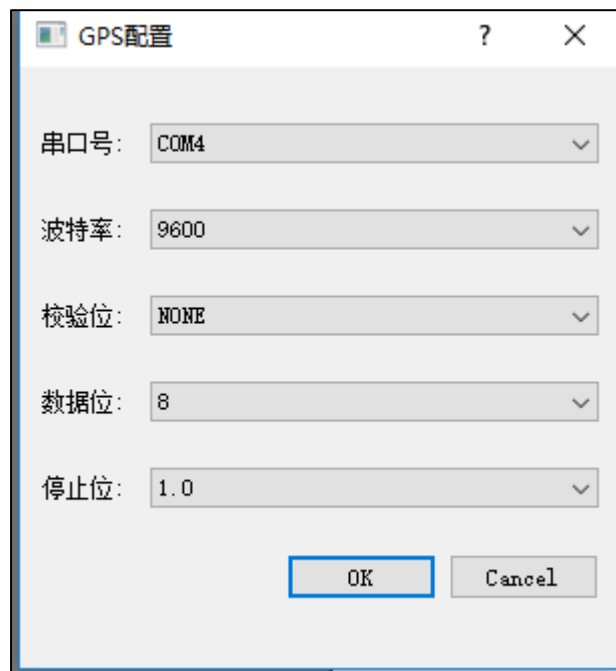 GPS配置 ?
串口号: COM4
波特率: 9600
校验位: NONE
数据位: 8
停止位: 1.0
OK Cancel